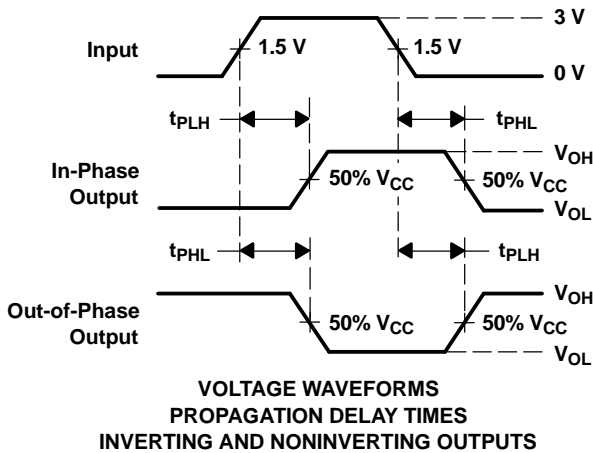 3 V
Input
1.5 V
1.5 V
0 V
tPLH
tPHL
VOH
In-Phase
Output
50% VCC
50% VCC
VOL
tPHL
tPLH
VOH
Out-of-Phase
Output
50% VCC
50% VCC
VOL
VOLTAGE WAVEFORMS
PROPAGATION DELAY TIMES
INVERTING AND NONINVERTING OUTPUTS